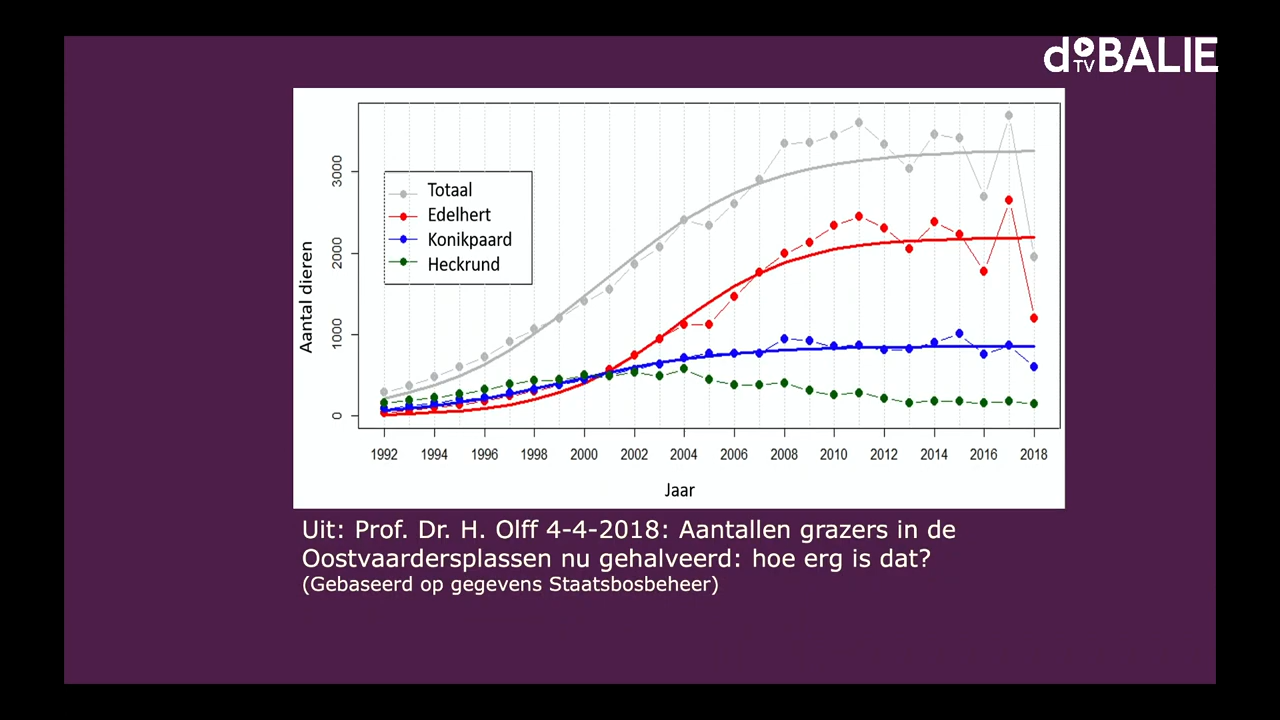 deBALIE
TV
3000
2000
1000
0
Aantal dieren
Totaal
Edelhert
Konikpaard
Heckrund
1992 1994 1996 1998 2000 2002 2004 2006 2008 2010 2012 2014 2016 2018
Jaar
Uit: Prof. Dr. H. Olff 4-4-2018: Aantallen grazers in de
Oostvaardersplassen nu gehalveerd: hoe erg is dat?
(Gebaseerd op gegevens Staatsbosbeheer)